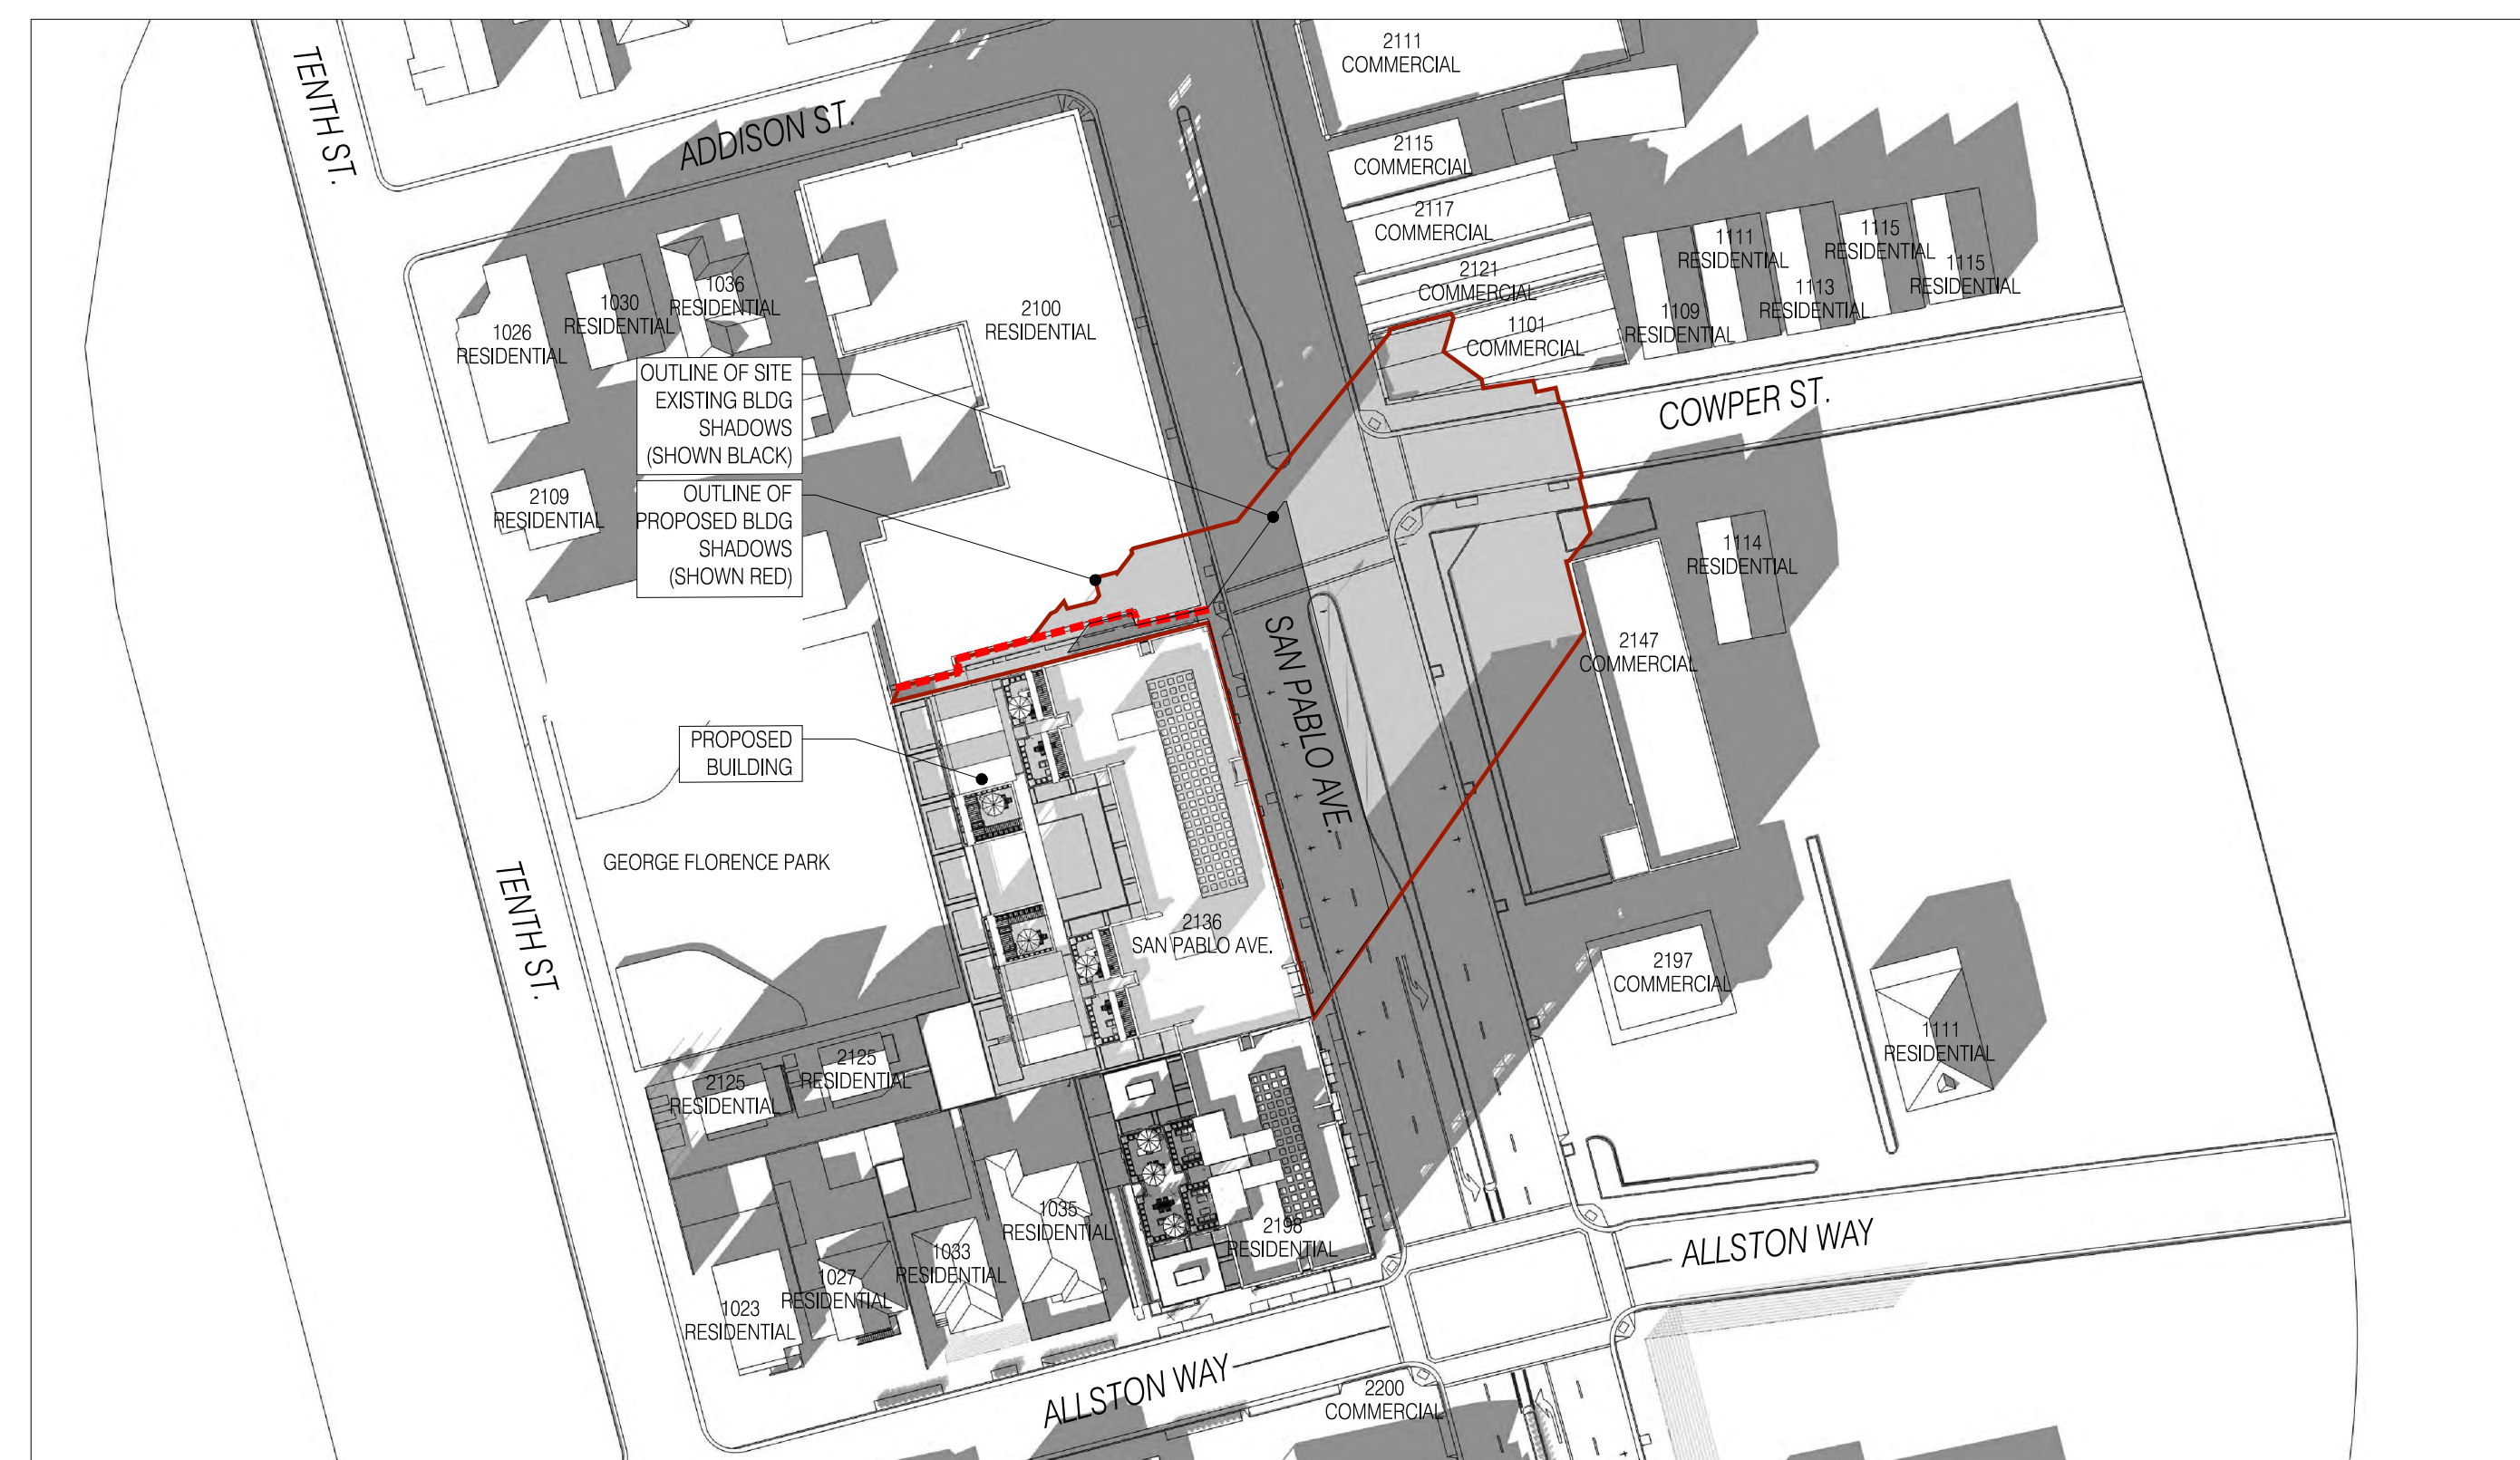 2111
COMMERCIAL
TENTH ST.
ADDISON ST.
2115
COMMERCIAL
2117
COMMERCIAL
2121
COMMERCIAL
1101
COMMERCIAL
1109
RESIDENTIAL
1111
RESIDENTIAL
1113
RESIDENTIAL
1115
RESIDENTIAL
1115
RESIDENTIAL
1026
RESIDENTIAL
1030
RESIDENTIAL
1036
RESIDENTIAL
2100
RESIDENTIAL
OUTLINE OF SITE
EXISTING BLDG
SHADOWS
(SHOWN BLACK)
COWPER ST.
2109
RESIDENTIAL
OUTLINE OF
PROPOSED BLDG
SHADOWS
(SHOWN RED)
1114
RESIDENTIAL
2147
COMMERCIAL
SAN PABLO AVE.
PROPOSED
BUILDING
GEORGE FLORENCE PARK
TENTH ST.
2136
SAN PABLO AVE.
2197
COMMERCIAL
1111
RESIDENTIAL
2125
RESIDENTIAL
2125
RESIDENTIAL
1035
RESIDENTIAL
2198
RESIDENTIAL
1033
RESIDENTIAL
1027
RESIDENTIAL
1023
RESIDENTIAL
ALLSTON WAY
ALLSTON WAY
2200
COMMERCIAL